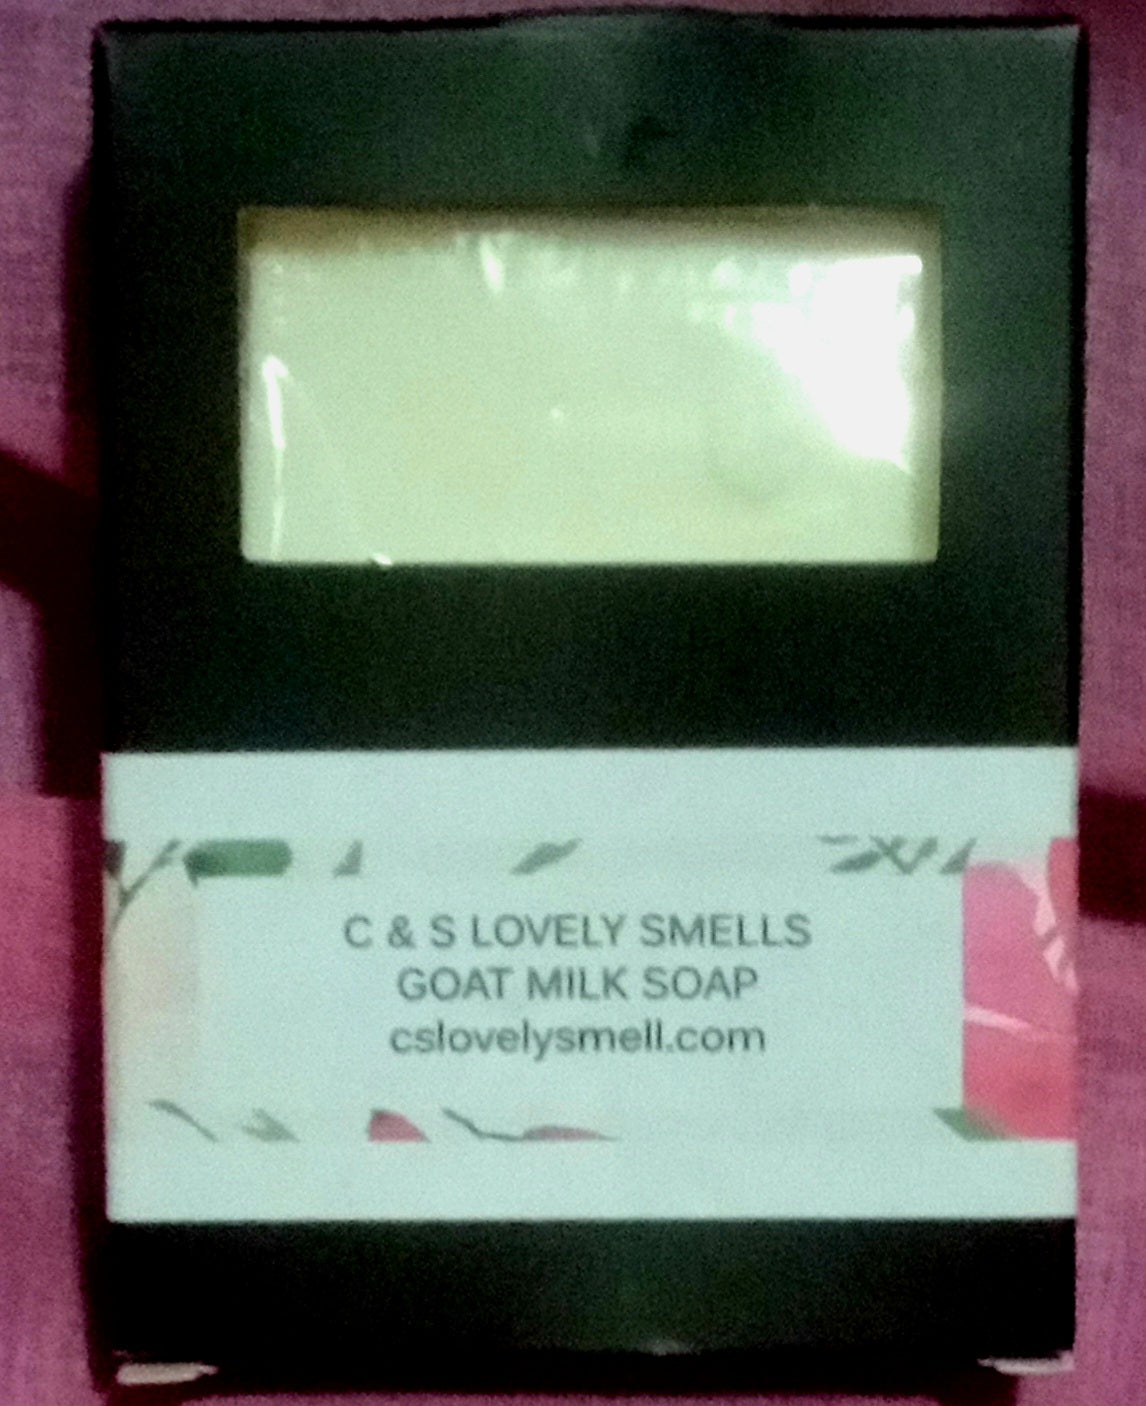 C & S LOVELY SMELLS
GOAT MILK SOAP
cslovelysmell.com